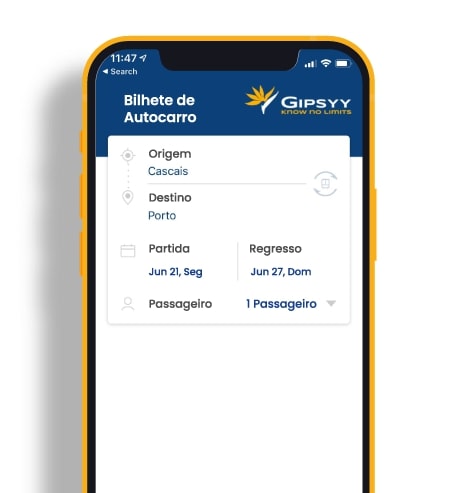 11:47
Search
Bilhete de
Autocarro
GIPSYY
KNOW NO LIMITS
Origem
Cascais
Destino
Porto
Partida
Regresso
Jun 21, Seg
Jun 27, Dom
Passageiro
1 Passageiro